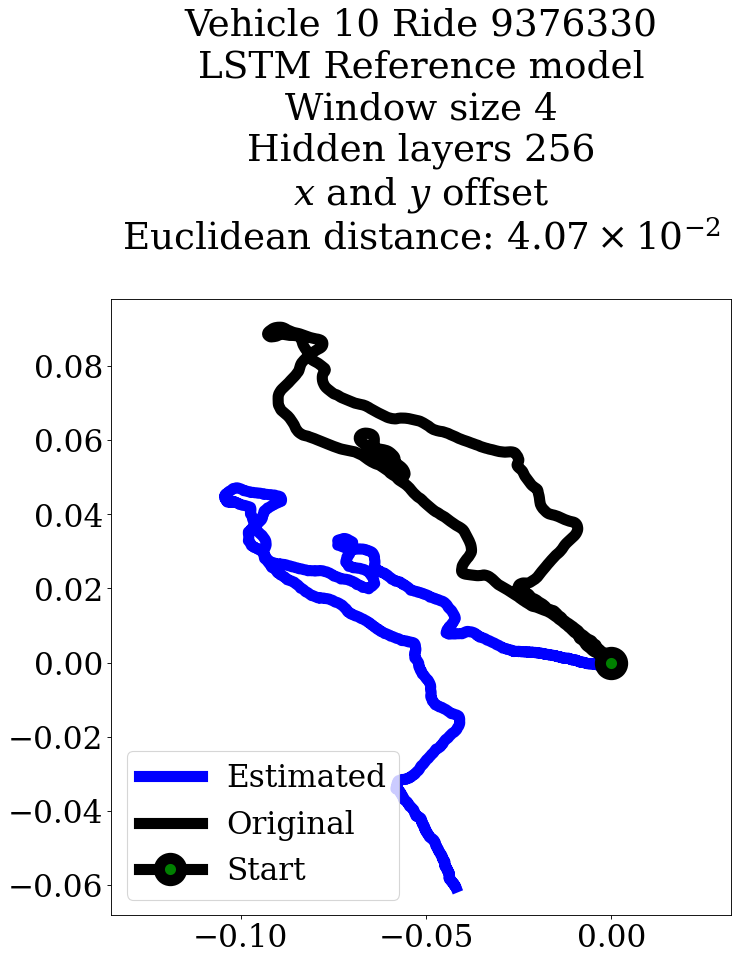 Vehicle 10 Ride 9376330
LSTM Reference model
Window size 4
Hidden layers 256
x and y offset
Euclidean distance: 4.07 × 10⁻²
0.08
0.06
0.04
0.02
0.00
−0.02
−0.04
−0.06
Estimated
Original
Start
−0.10
−0.05
0.00